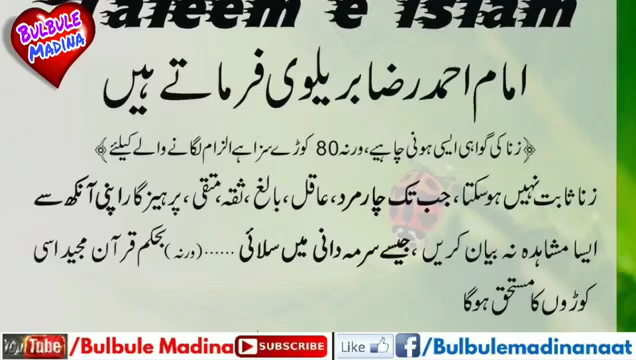 Taleem e islam
BULBULE
MADINA
امام احمد رضا بریلوی فرماتے ہیں
﴿زنا کی گواہی ایسی ہونی چاہیے، ورنہ 80 کوڑے سزا ہے الزام لگانے والے کیلئے﴾
زنا ثابت نہیں ہوسکتا، جب تک چار مرد، عاقل، بالغ، ثقہ، متقی، پرہیزگار اپنی آنکھ سے
ایسا مشاہدہ نہ بیان کریں، جیسے سرمہ دانی میں سلائی ......(ورنہ) بحکم قرآن مجید اسی
کوڑوں کا مستحق ہوگا
You Tube /Bulbule Madina SUBSCRIBE Like f /Bulbulemadinanaat